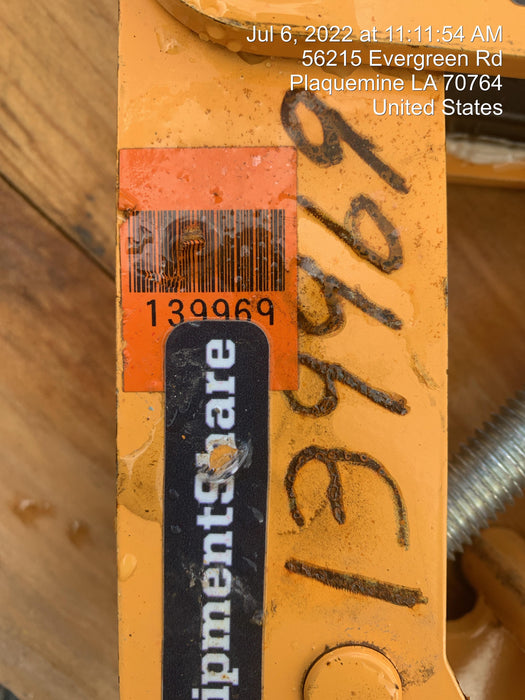 Jul 6, 2022 at 11:11:54 AM
56215 Evergreen Rd
Plaquemine LA 70764
United States
139969
139969
ipmentShare